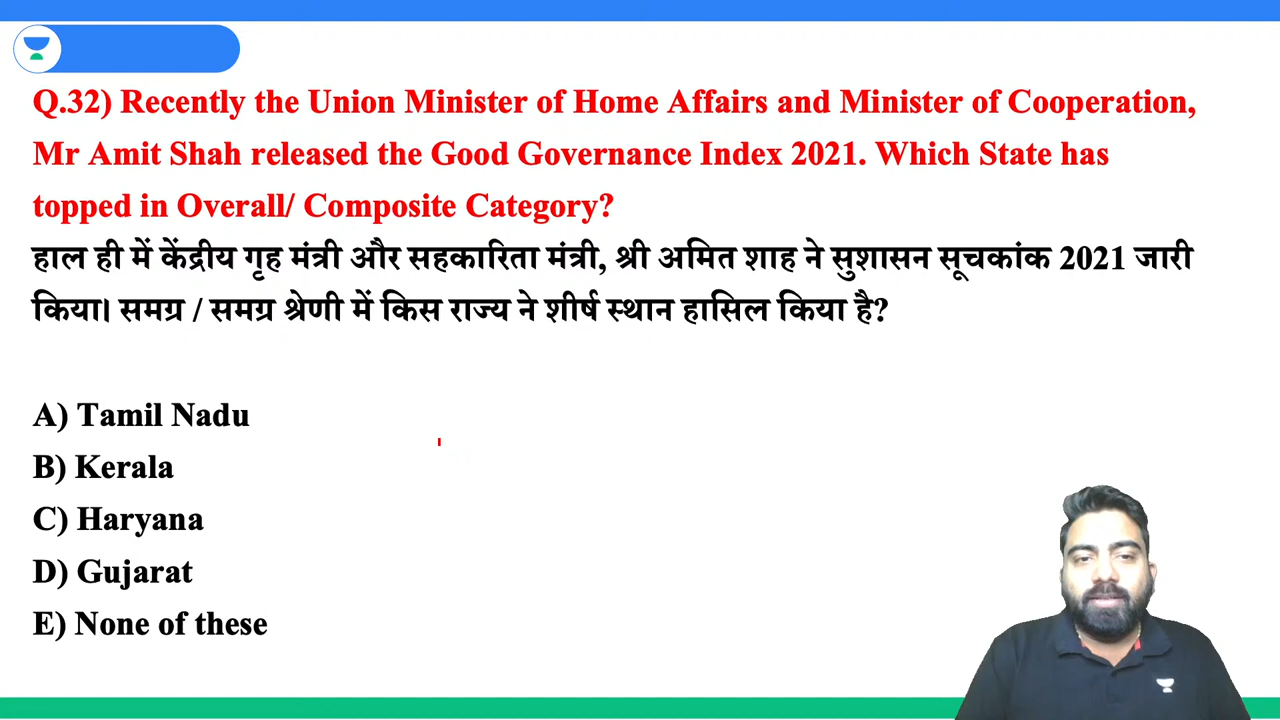 Q.32) Recently the Union Minister of Home Affairs and Minister of Cooperation,
Mr Amit Shah released the Good Governance Index 2021. Which State has
topped in Overall/ Composite Category?
हाल ही में केंद्रीय गृह मंत्री और सहकारिता मंत्री, श्री अमित शाह ने सुशासन सूचकांक 2021 जारी
किया। समग्र / समग्र श्रेणी में किस राज्य ने शीर्ष स्थान हासिल किया है?
A) Tamil Nadu
B) Kerala
C) Haryana
D) Gujarat
E) None of these